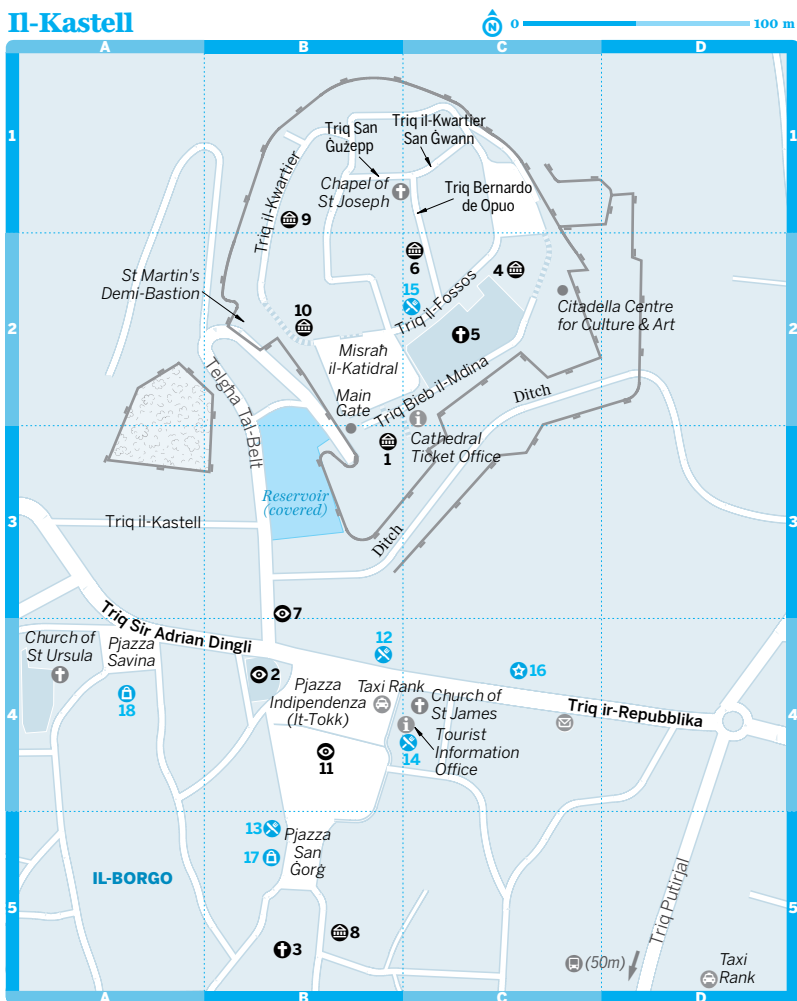 Il-Kastell
N
0
100 m
A
B
C
D
1
1
Triq San
Ġużepp
Triq il-Kwartier
San Ġwann
Triq il-Kwartier
Chapel of
St Joseph
Triq Bernardo
de Opuo
9
6
4
St Martin's
Demi-Bastion
15
10
Triq il-Fossos
5
Citadella Centre
for Culture & Art
2
2
Misraħ
il-Katidral
Telgha Tal-Belt
Main
Gate
Triq Bieb il-Mdina
Ditch
1
Cathedral
Ticket Office
Reservoir
(covered)
3
3
Triq il-Kastell
Ditch
7
Triq Sir Adrian Dingli
Church of
St Ursula
Pjazza
Savina
12
2
16
18
Pjazza
Indipendenza
(It-Tokk)
Taxi Rank
Church of
St James
Triq ir-Repubblika
4
4
Tourist
Information
Office
14
11
13
Pjazza
San
Ġorġ
17
IL-BORGO
Triq Putirjal
5
5
8
3
(50m)
Taxi
Rank
A
B
C
D